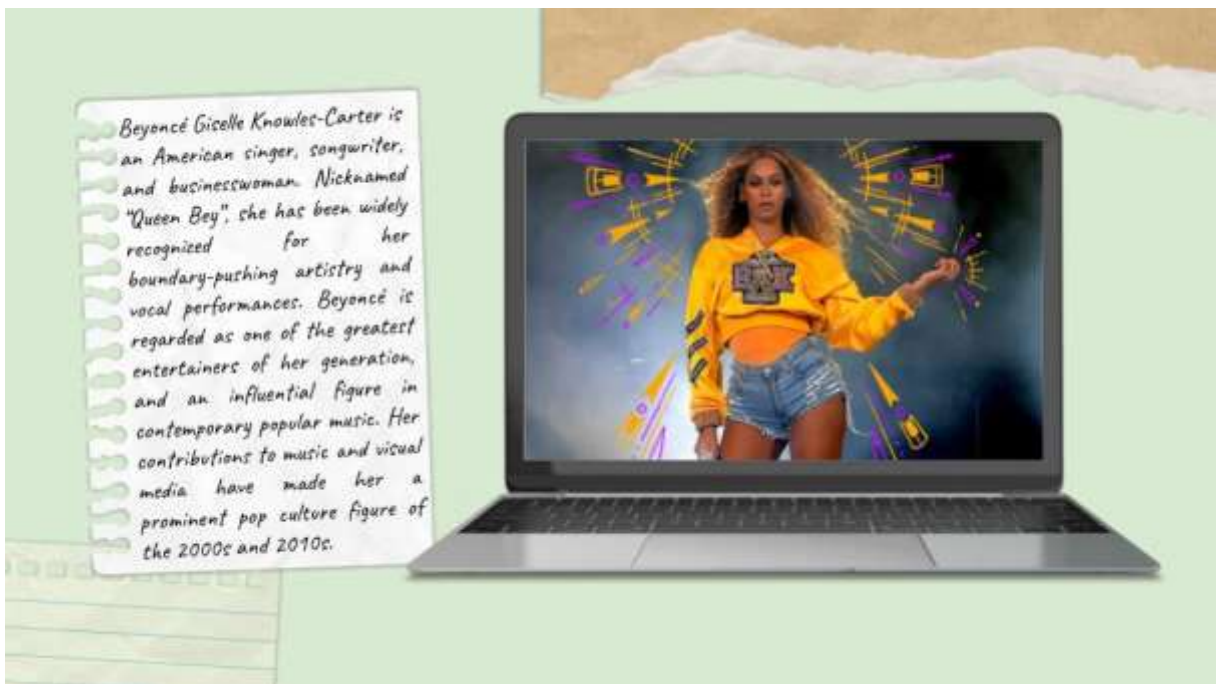 Beyoncé Giselle Knowles-Carter is
an American singer, songwriter,
and businesswoman. Nicknamed
"Queen Bey", she has been widely
recognized for her
boundary-pushing artistry and
vocal performances. Beyoncé is
regarded as one of the greatest
entertainers of her generation,
and an influential figure in
contemporary popular music. Her
contributions to music and visual
media have made her a
prominent pop culture figure of
the 2000s and 2010s.